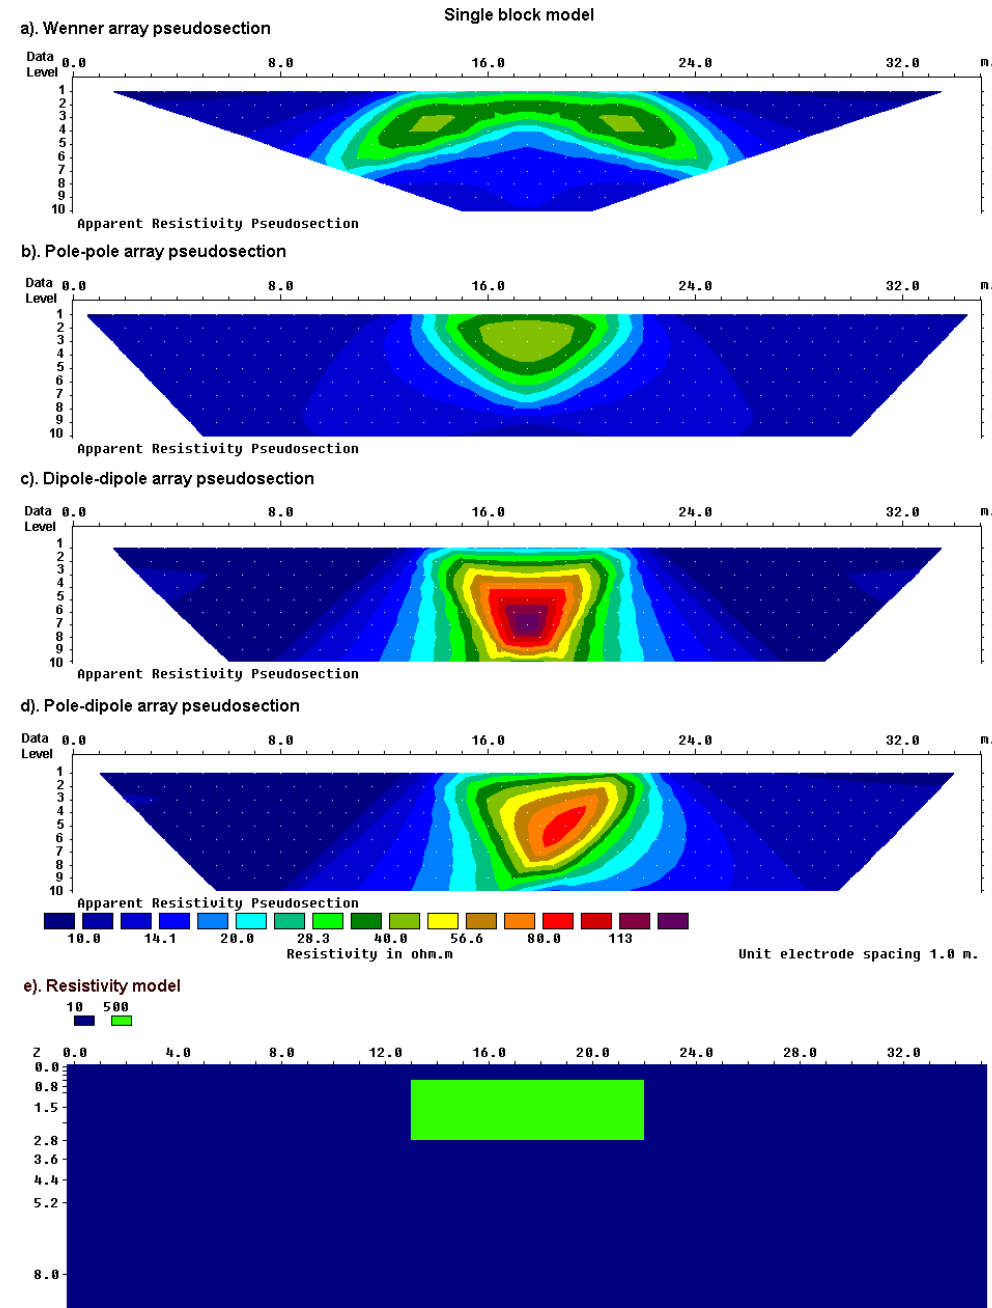 Single block model
a). Wenner array pseudosection
Data 0.0 8.0 16.0 24.0 32.0 m.
Level
1
2
3
4
5
6
7
8
9
10
Apparent Resistivity Pseudosection
b). Pole-pole array pseudosection
Data 0.0 8.0 16.0 24.0 32.0 m.
Level
1
2
3
4
5
6
7
8
9
10
Apparent Resistivity Pseudosection
c). Dipole-dipole array pseudosection
Data 0.0 8.0 16.0 24.0 32.0 m.
Level
1
2
3
4
5
6
7
8
9
10
Apparent Resistivity Pseudosection
d). Pole-dipole array pseudosection
Data 0.0 8.0 16.0 24.0 32.0 m.
Level
1
2
3
4
5
6
7
8
9
10
Apparent Resistivity Pseudosection
10.0 14.1 20.0 28.3 40.0 56.6 80.0 113
Resistivity in ohm.m Unit electrode spacing 1.0 m.
e). Resistivity model
10 500
Z 0.0 4.0 8.0 12.0 16.0 20.0 24.0 28.0 32.0
0.0
0.8
1.5
2.8
3.6
4.4
5.2
8.0